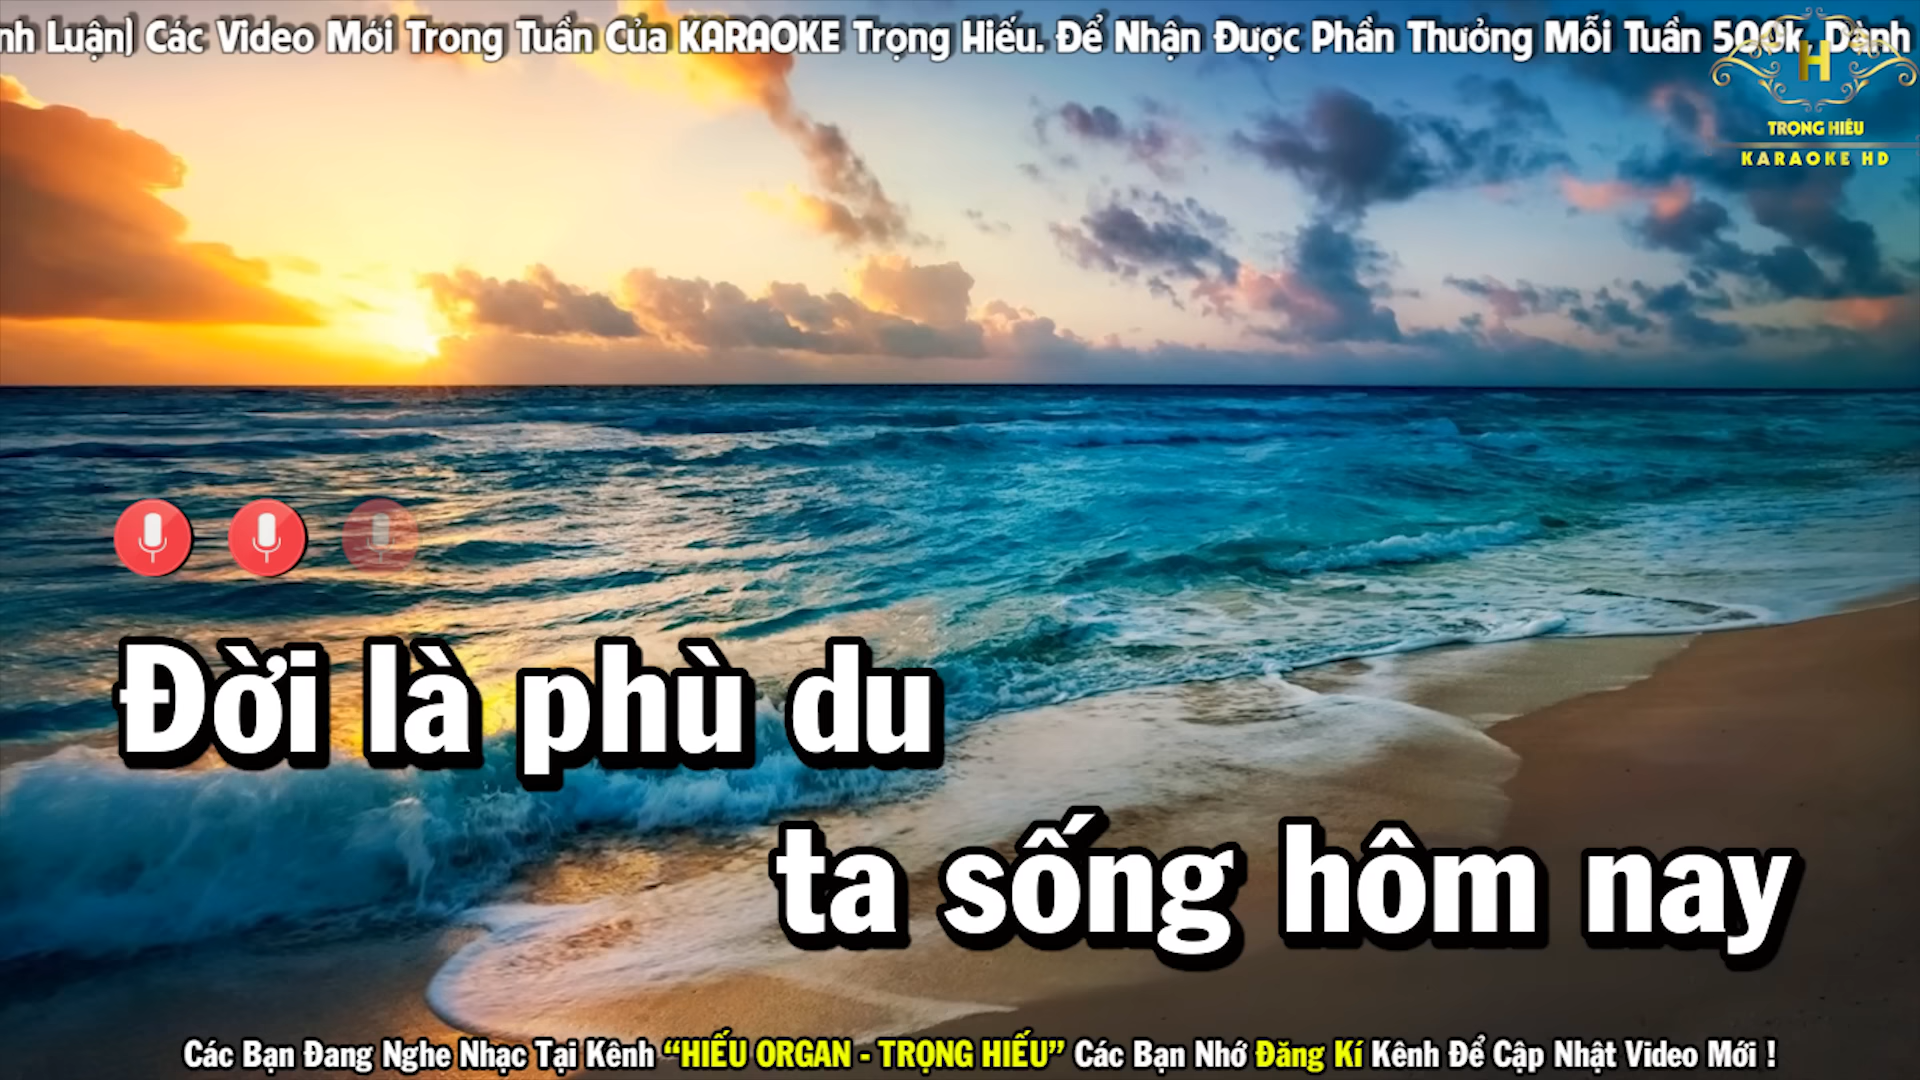 nh Luận) Các Video Mới Trong Tuần Của KARAOKE Trọng Hiếu. Để Nhận Được Phần Thưởng Mỗi Tuần 500k, Dành
H
TRỌNG HIẾU
KARAOKE HD
Đời là phù du
ta sống hôm nay
Các Bạn Đang Nghe Nhạc Tại Kênh “HIẾU ORGAN - TRỌNG HIẾU” Các Bạn Nhớ Đăng Kí Kênh Để Cập Nhật Video Mới !